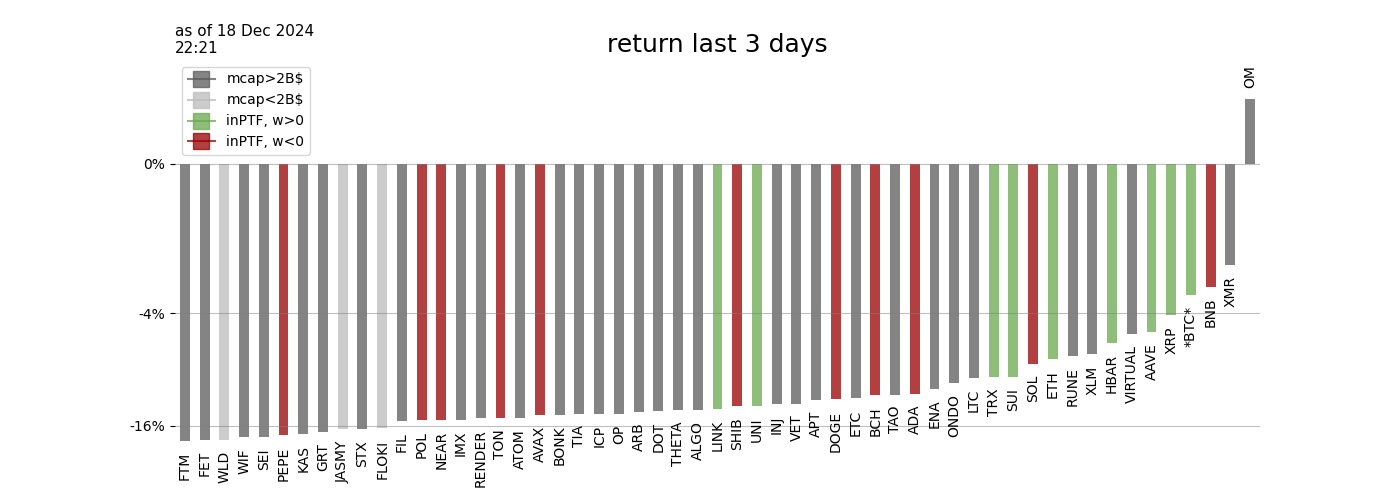 as of 18 Dec 2024
22:21
return last 3 days
mcap>2B$
mcap<2B$
inPTF, w>0
inPTF, w<0
0%
-4%
-16%
FTM
FET
WLD
WIF
SEI
PEPE
KAS
GRT
JASMY
STX
FLOKI
FIL
POL
NEAR
IMX
RENDER
TON
ATOM
AVAX
BONK
TIA
ICP
OP
ARB
DOT
THETA
ALGO
LINK
SHIB
UNI
INJ
VET
APT
DOGE
ETC
BCH
TAO
ADA
ENA
ONDO
LTC
TRX
SUI
SOL
ETH
RUNE
XLM
HBAR
VIRTUAL
AAVE
XRP
*BTC*
BNB
XMR
OM